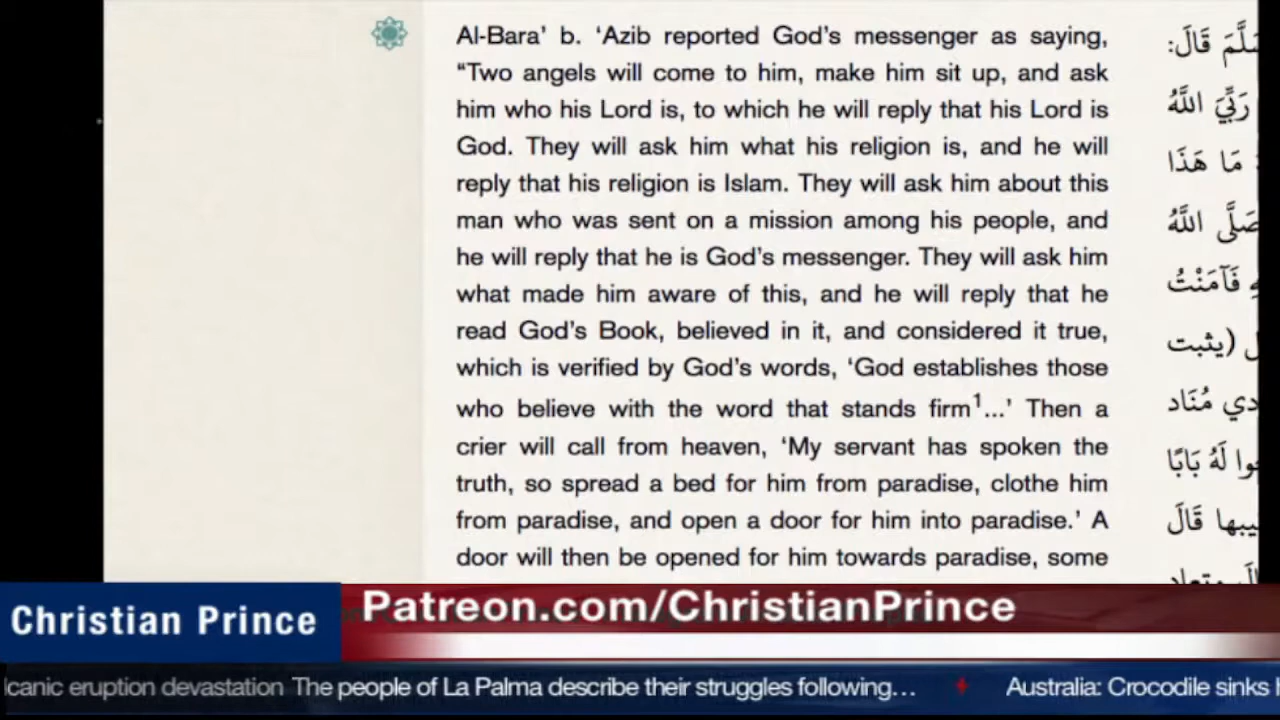 Al-Bara’ b. ‘Azib reported God’s messenger as saying,
“Two angels will come to him, make him sit up, and ask
him who his Lord is, to which he will reply that his Lord is
God. They will ask him what his religion is, and he will
reply that his religion is Islam. They will ask him about this
man who was sent on a mission among his people, and
he will reply that he is God’s messenger. They will ask him
what made him aware of this, and he will reply that he
read God’s Book, believed in it, and considered it true,
which is verified by God’s words, ‘God establishes those
who believe with the word that stands firm¹...’ Then a
crier will call from heaven, ‘My servant has spoken the
truth, so spread a bed for him from paradise, clothe him
from paradise, and open a door for him into paradise.’ A
door will then be opened for him towards paradise, some
قَالَ:
رَبِّيَ اللَّهُ
مَا هَذَا
صَلَّى اللَّهُ
فَآمَنْتُ
(يثبت
مُنَاد
لَهُ بَابًا
قَالَ
Christian Prince
Patreon.com/ChristianPrince
eruption devastation The people of La Palma describe their struggles following... Australia: Crocodile sinks